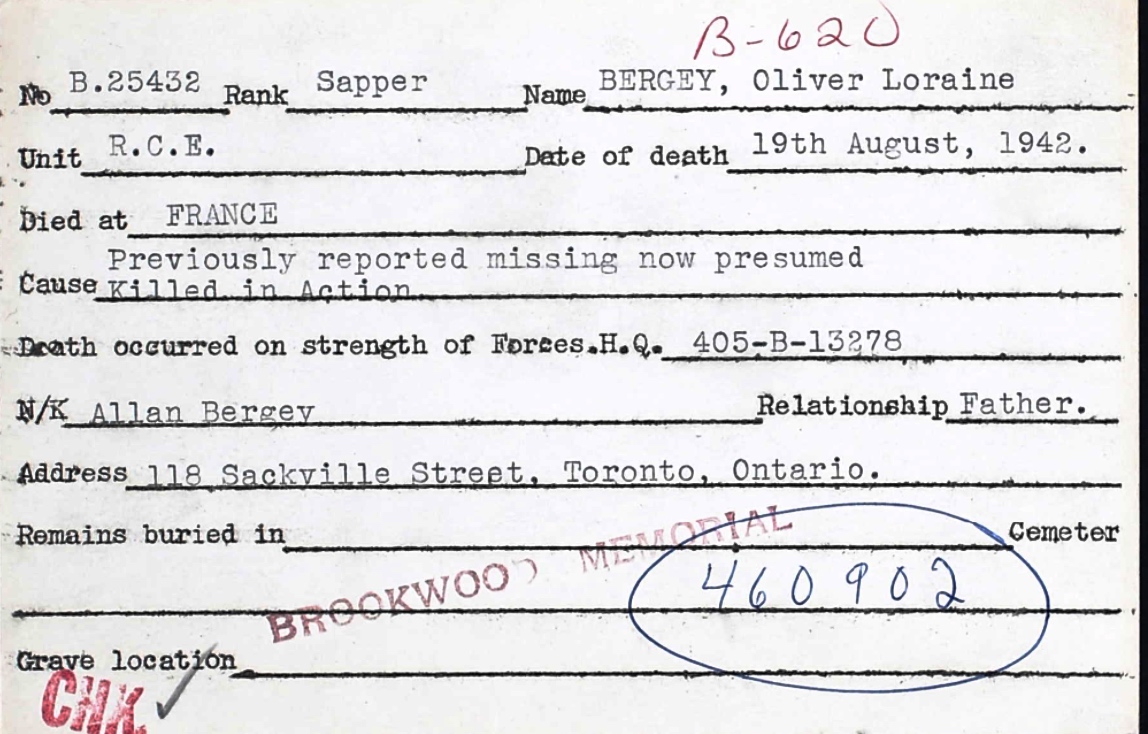 B-620
No B.25432 Rank Sapper Name BERGEY, Oliver Loraine
Unit R.C.E. Date of death 19th August, 1942.
Died at FRANCE
Previously reported missing now presumed
Cause Killed in Action
Death occurred on strength of Forces.H.Q. 405-B-13278
N/K Allan Bergey Relationship Father.
Address 118 Sackville Street, Toronto, Ontario.
Remains buried in Cemeter
BROOKWOOD MEMORIAL
460902
Grave location
CHK.